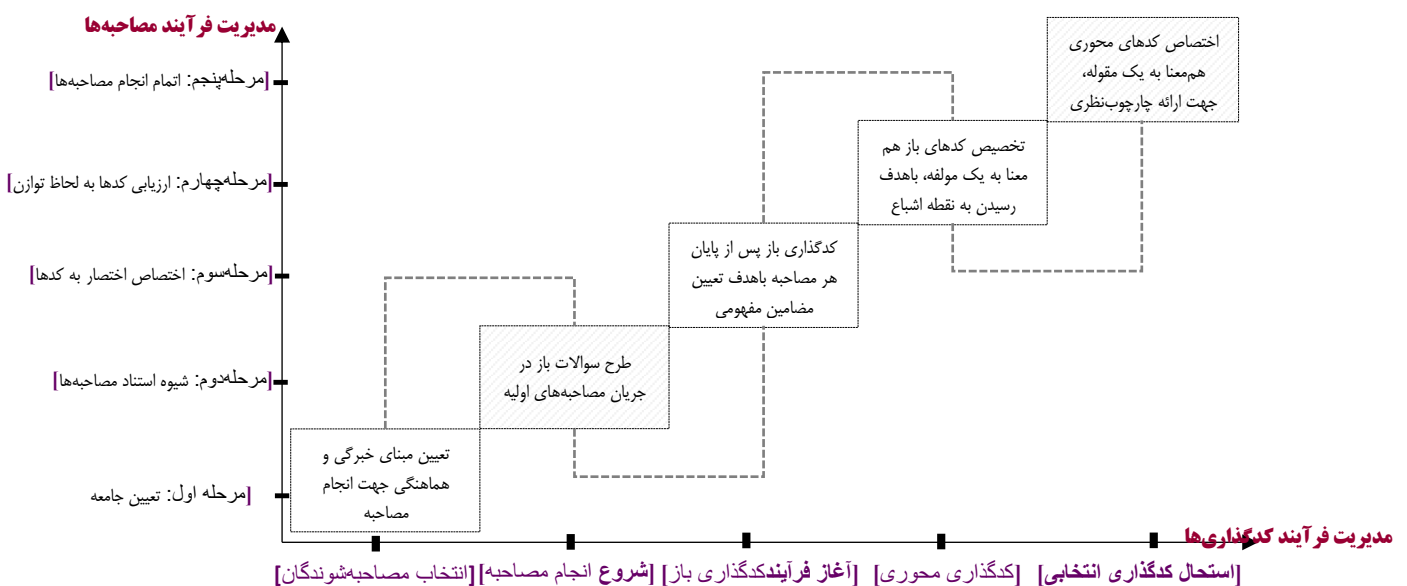 مدیریت فرآیند مصاحبه‌ها
[مرحله‌پنجم: اتمام انجام مصاحبه‌ها]
[مرحله‌چهارم: ارزیابی کدها به لحاظ توازن]
[مرحله‌سوم: اختصاص اختصار به کدها]
[مرحله‌دوم: شیوه استناد مصاحبه‌ها]
[مرحله اول: تعیین جامعه
اختصاص کدهای محوری
هم‌معنا به یک مقوله،
جهت ارائه چارچوب‌نظری
تخصیص کدهای باز هم
معنا به یک مولفه، باهدف
رسیدن به نقطه اشباع
کدگذاری باز پس از پایان
هر مصاحبه باهدف تعیین
مضامین مفهومی
طرح سوالات باز در
جریان مصاحبه‌های اولیه
تعیین مبنای خبرگی و
هماهنگی جهت انجام
مصاحبه
مدیریت فرآیند کدگذاری‌ها
[انتخاب مصاحبه‌شوندگان] [شروع انجام مصاحبه] [آغاز فرآیندکدگذاری باز] [کدگذاری محوری] [استحال کدگذاری انتخابی]